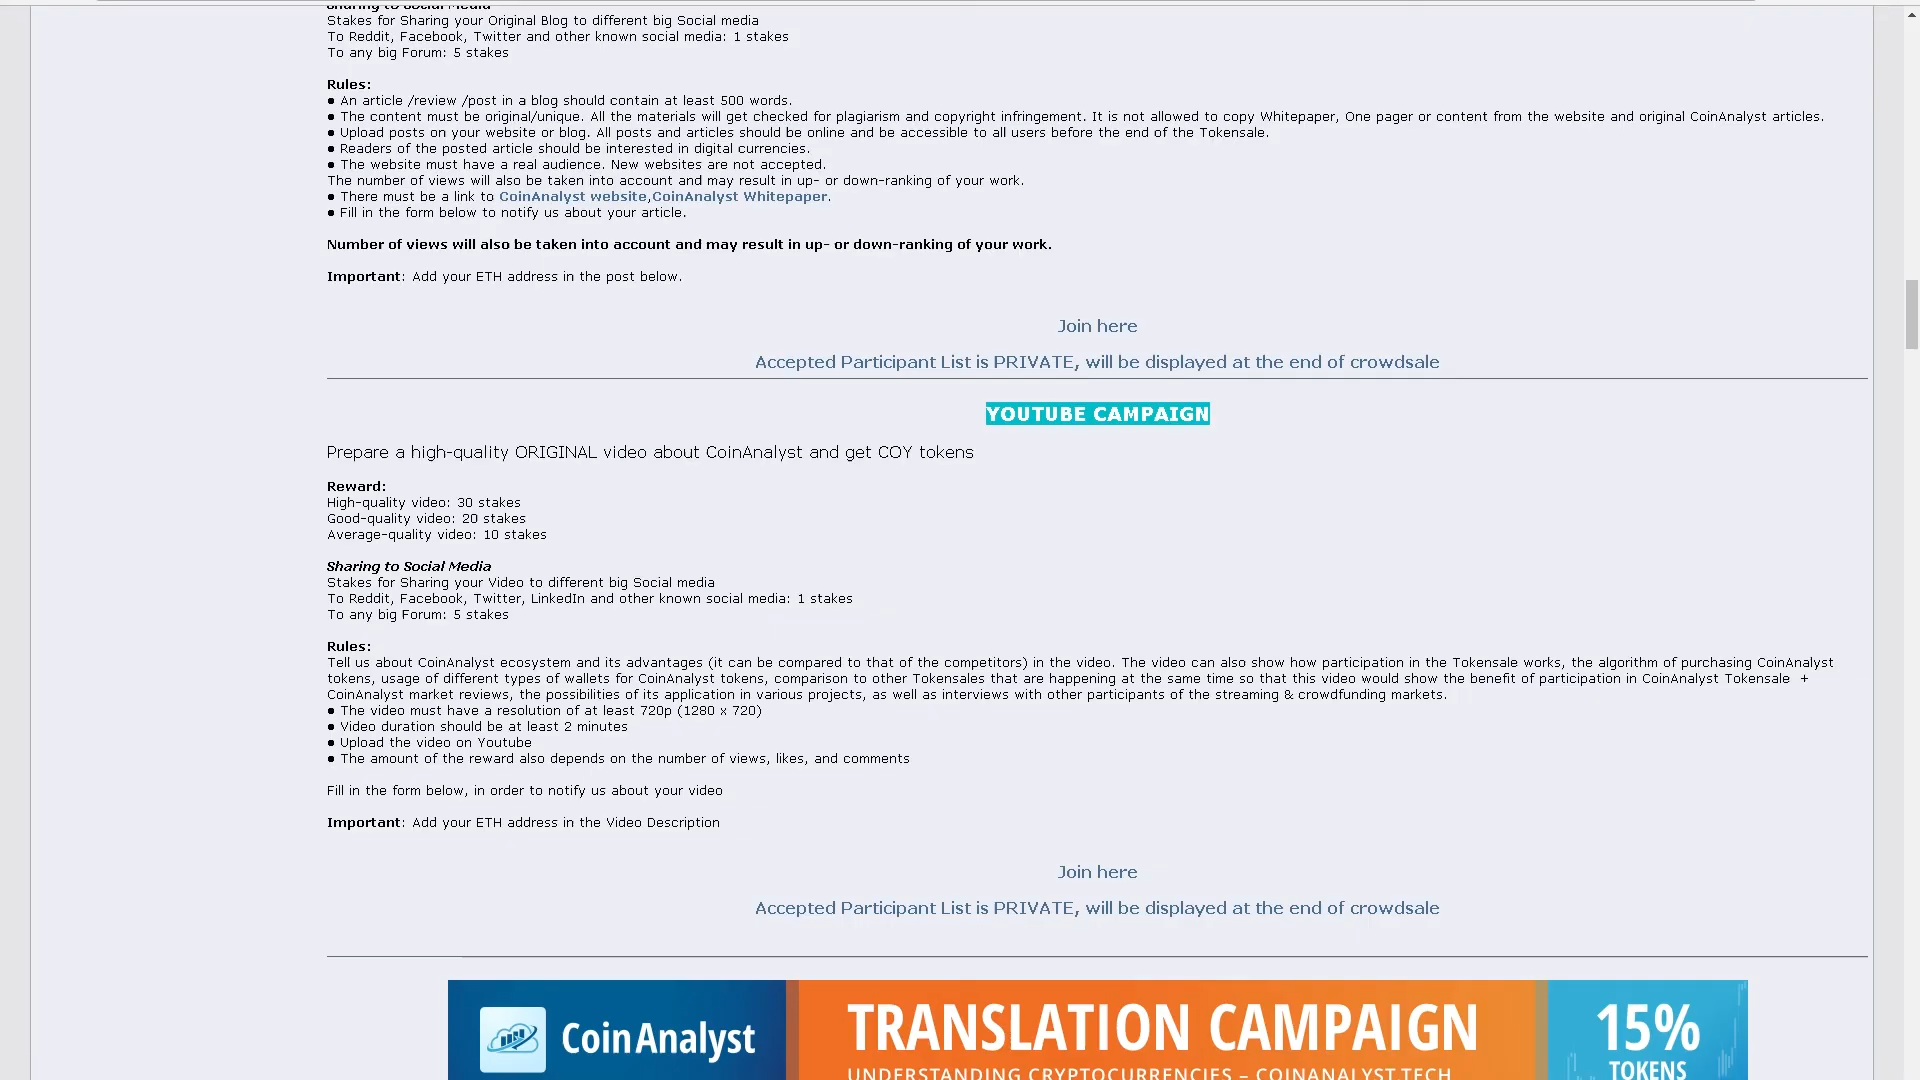 Sharing to Social Media
Stakes for Sharing your Original Blog to different big Social media
To Reddit, Facebook, Twitter and other known social media: 1 stakes
To any big Forum: 5 stakes
Rules:
● An article /review /post in a blog should contain at least 500 words.
● The content must be original/unique. All the materials will get checked for plagiarism and copyright infringement. It is not allowed to copy Whitepaper, One pager or content from the website and original CoinAnalyst articles.
● Upload posts on your website or blog. All posts and articles should be online and be accessible to all users before the end of the Tokensale.
● Readers of the posted article should be interested in digital currencies.
● The website must have a real audience. New websites are not accepted.
The number of views will also be taken into account and may result in up- or down-ranking of your work.
● There must be a link to CoinAnalyst website,CoinAnalyst Whitepaper.
● Fill in the form below to notify us about your article.
Number of views will also be taken into account and may result in up- or down-ranking of your work.
Important: Add your ETH address in the post below.
Join here
Accepted Participant List is PRIVATE, will be displayed at the end of crowdsale
YOUTUBE CAMPAIGN
Prepare a high-quality ORIGINAL video about CoinAnalyst and get COY tokens
Reward:
High-quality video: 30 stakes
Good-quality video: 20 stakes
Average-quality video: 10 stakes
Sharing to Social Media
Stakes for Sharing your Video to different big Social media
To Reddit, Facebook, Twitter, LinkedIn and other known social media: 1 stakes
To any big Forum: 5 stakes
Rules:
Tell us about CoinAnalyst ecosystem and its advantages (it can be compared to that of the competitors) in the video. The video can also show how participation in the Tokensale works, the algorithm of purchasing CoinAnalyst
tokens, usage of different types of wallets for CoinAnalyst tokens, comparison to other Tokensales that are happening at the same time so that this video would show the benefit of participation in CoinAnalyst Tokensale +
CoinAnalyst market reviews, the possibilities of its application in various projects, as well as interviews with other participants of the streaming & crowdfunding markets.
● The video must have a resolution of at least 720p (1280 x 720)
● Video duration should be at least 2 minutes
● Upload the video on Youtube
● The amount of the reward also depends on the number of views, likes, and comments
Fill in the form below, in order to notify us about your video
Important: Add your ETH address in the Video Description
Join here
Accepted Participant List is PRIVATE, will be displayed at the end of crowdsale
CoinAnalyst
TRANSLATION CAMPAIGN
UNDERSTANDING CRYPTOCURRENCIES – COINANALYST.TECH
15%
TOKENS